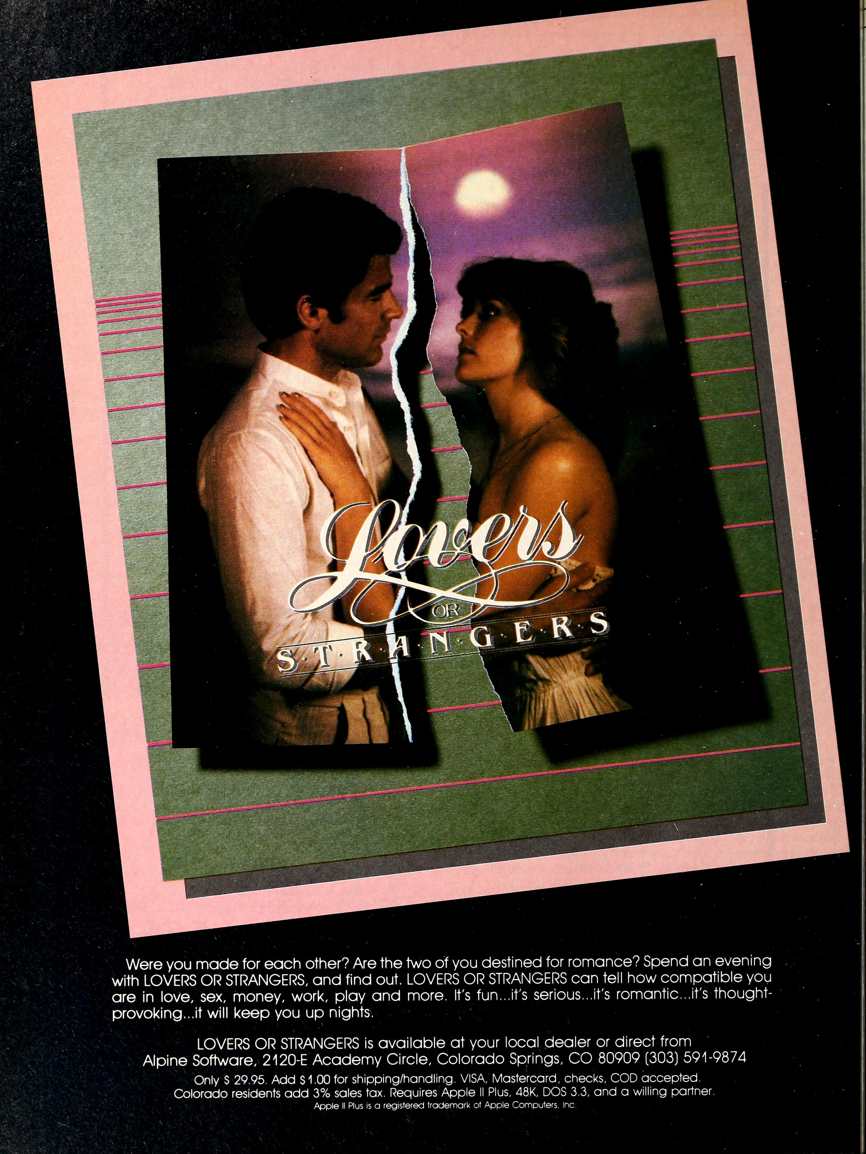 Lovers
OR
S·T·R·A·N·G·E·R·S
Were you made for each other? Are the two of you destined for romance? Spend an evening
with LOVERS OR STRANGERS, and find out. LOVERS OR STRANGERS can tell how compatible you
are in love, sex, money, work, play and more. It's fun...it's serious...it's romantic...it's thought-
provoking...it will keep you up nights.
LOVERS OR STRANGERS is available at your local dealer or direct from
Alpine Software, 2120-E Academy Circle, Colorado Springs, CO 80909 (303) 591-9874
Only $ 29.95. Add $1.00 for shipping/handling. VISA, Mastercard, checks, COD accepted.
Colorado residents add 3% sales tax. Requires Apple II Plus, 48K, DOS 3.3, and a willing partner.
Apple II Plus is a registered trademark of Apple Computers, Inc.